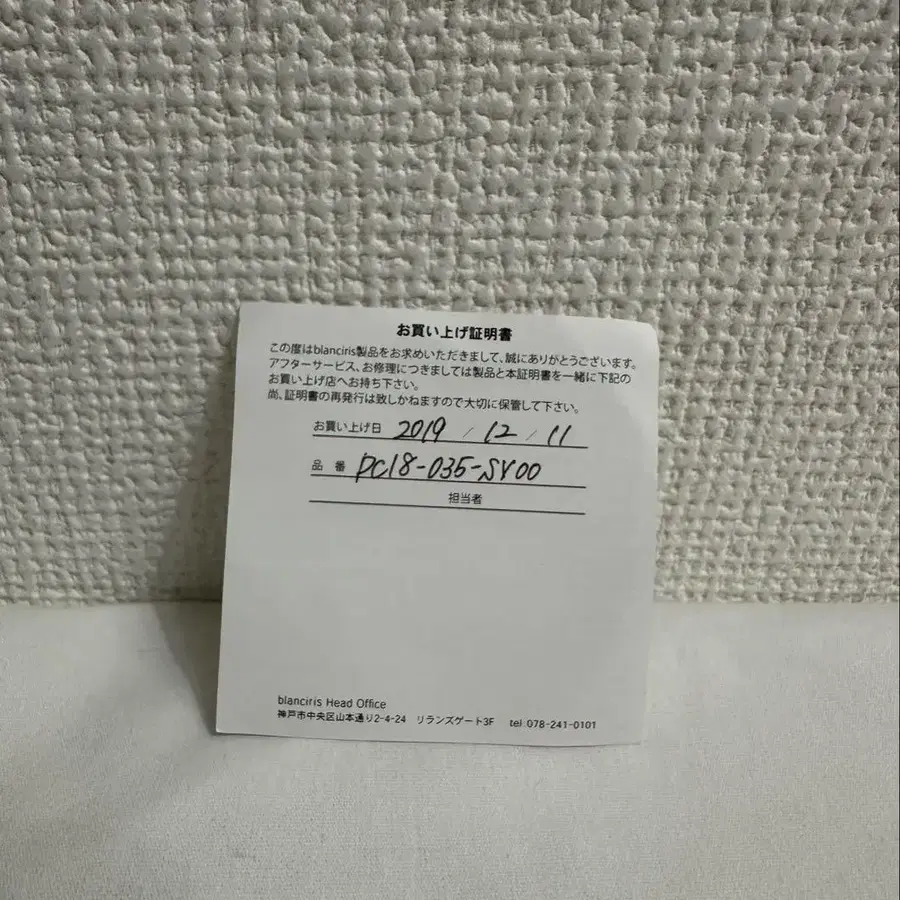 お買い上げ証明書
この度はblanciris製品をお求めいただきまして、誠にありがとうございます。
アフターサービス、お修理につきましては製品と本証明書を一緒に下記の
お買い上げ店へお持ち下さい。
尚、証明書の再発行は致しかねますので大切に保管して下さい。
お買い上げ日 2019 / 12 / 11
品番 PC18-035-SV00
担当者
blanciris Head Office
神戸市中央区山本通り2-4-24 リランズゲート3F tel 078-241-0101